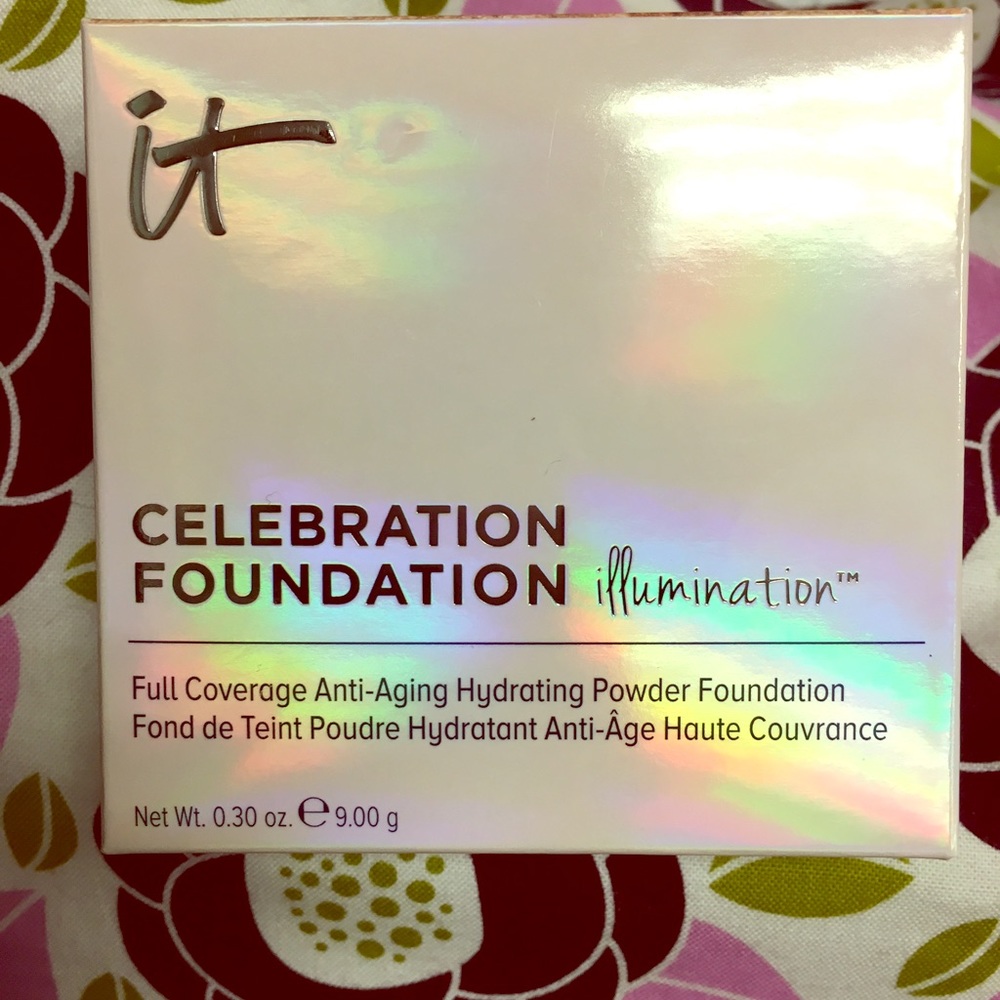 it
CELEBRATION
FOUNDATION illumination™
Full Coverage Anti-Aging Hydrating Powder Foundation
Fond de Teint Poudre Hydratant Anti-Âge Haute Couvrance
Net Wt. 0.30 oz. ℮ 9.00 g